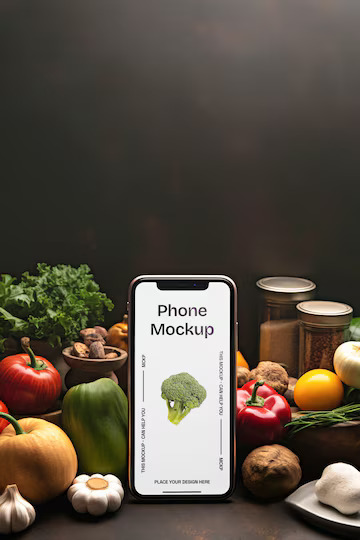 Phone
Mockup
THIS MOCKUP - CAN HELP YOU
MCKP
THIS MOCKUP - CAN HELP YOU
MCKP
PLACE YOUR DESIGN HERE